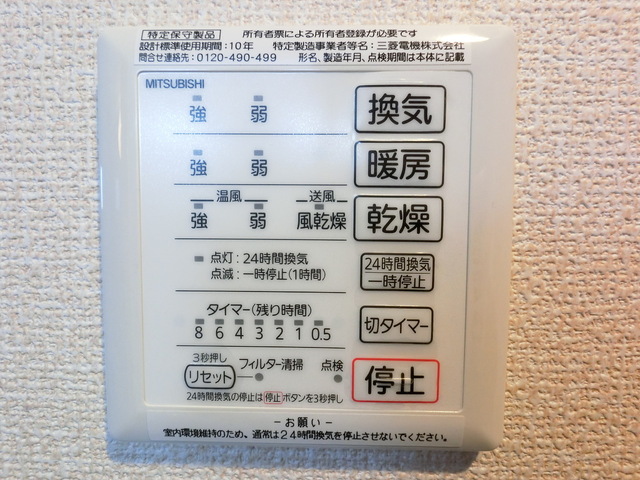 特定保守製品 所有者票による所有者登録が必要です
設計標準使用期間:10年 特定製造事業者等名:三菱電機株式会社
問合せ連絡先:0120-490-499 形名、製造年月、点検期間は本体に記載
MITSUBISHI
強 弱 換気
強 弱 暖房
温風 送風
強 弱 風乾燥 乾燥
点灯:24時間換気
点滅:一時停止(1時間)
24時間換気
一時停止
タイマー(残り時間)
8 6 4 3 2 1 0.5
切タイマー
3秒押し
リセット フィルター清掃 点検
停止
24時間換気の停止は停止ボタンを3秒押し
-お願い-
室内環境維持のため、通常は24時間換気を停止させないでください。